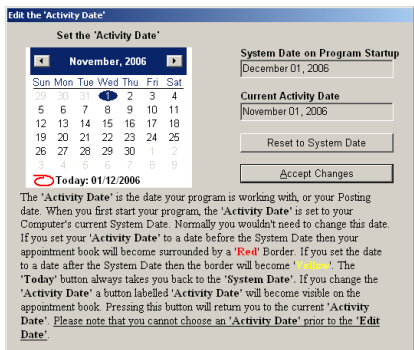 Edit the 'Activity Date'
Set the 'Activity Date'
November, 2006
Sun Mon Tue Wed Thu Fri Sat
29 30 31 1 2 3 4
5 6 7 8 9 10 11
12 13 14 15 16 17 18
19 20 21 22 23 24 25
26 27 28 29 30 1 2
3 4 5 6 7 8 9
Today: 01/12/2006
System Date on Program Startup
December 01, 2006
Current Activity Date
November 01, 2006
Reset to System Date
Accept Changes
The 'Activity Date' is the date your program is working with, or your Posting
date. When you first start your program, the 'Activity Date' is set to your
Computer's current System Date. Normally you wouldn't need to change this date.
If you set your 'Activity Date' to a date before the System Date then your
appointment book will become surrounded by a 'Red' Border. If you set the date
to a date after the System Date then the border will become 'Yellow'. The
'Today' button always takes you back to the 'System Date'. If you change the
'Activity Date' a button labelled 'Activity Date' will become visible on the
appointment book. Pressing this button will return you to the current 'Activity
Date'. Please note that you cannot choose an 'Activity Date' prior to the 'Edit
Date'.